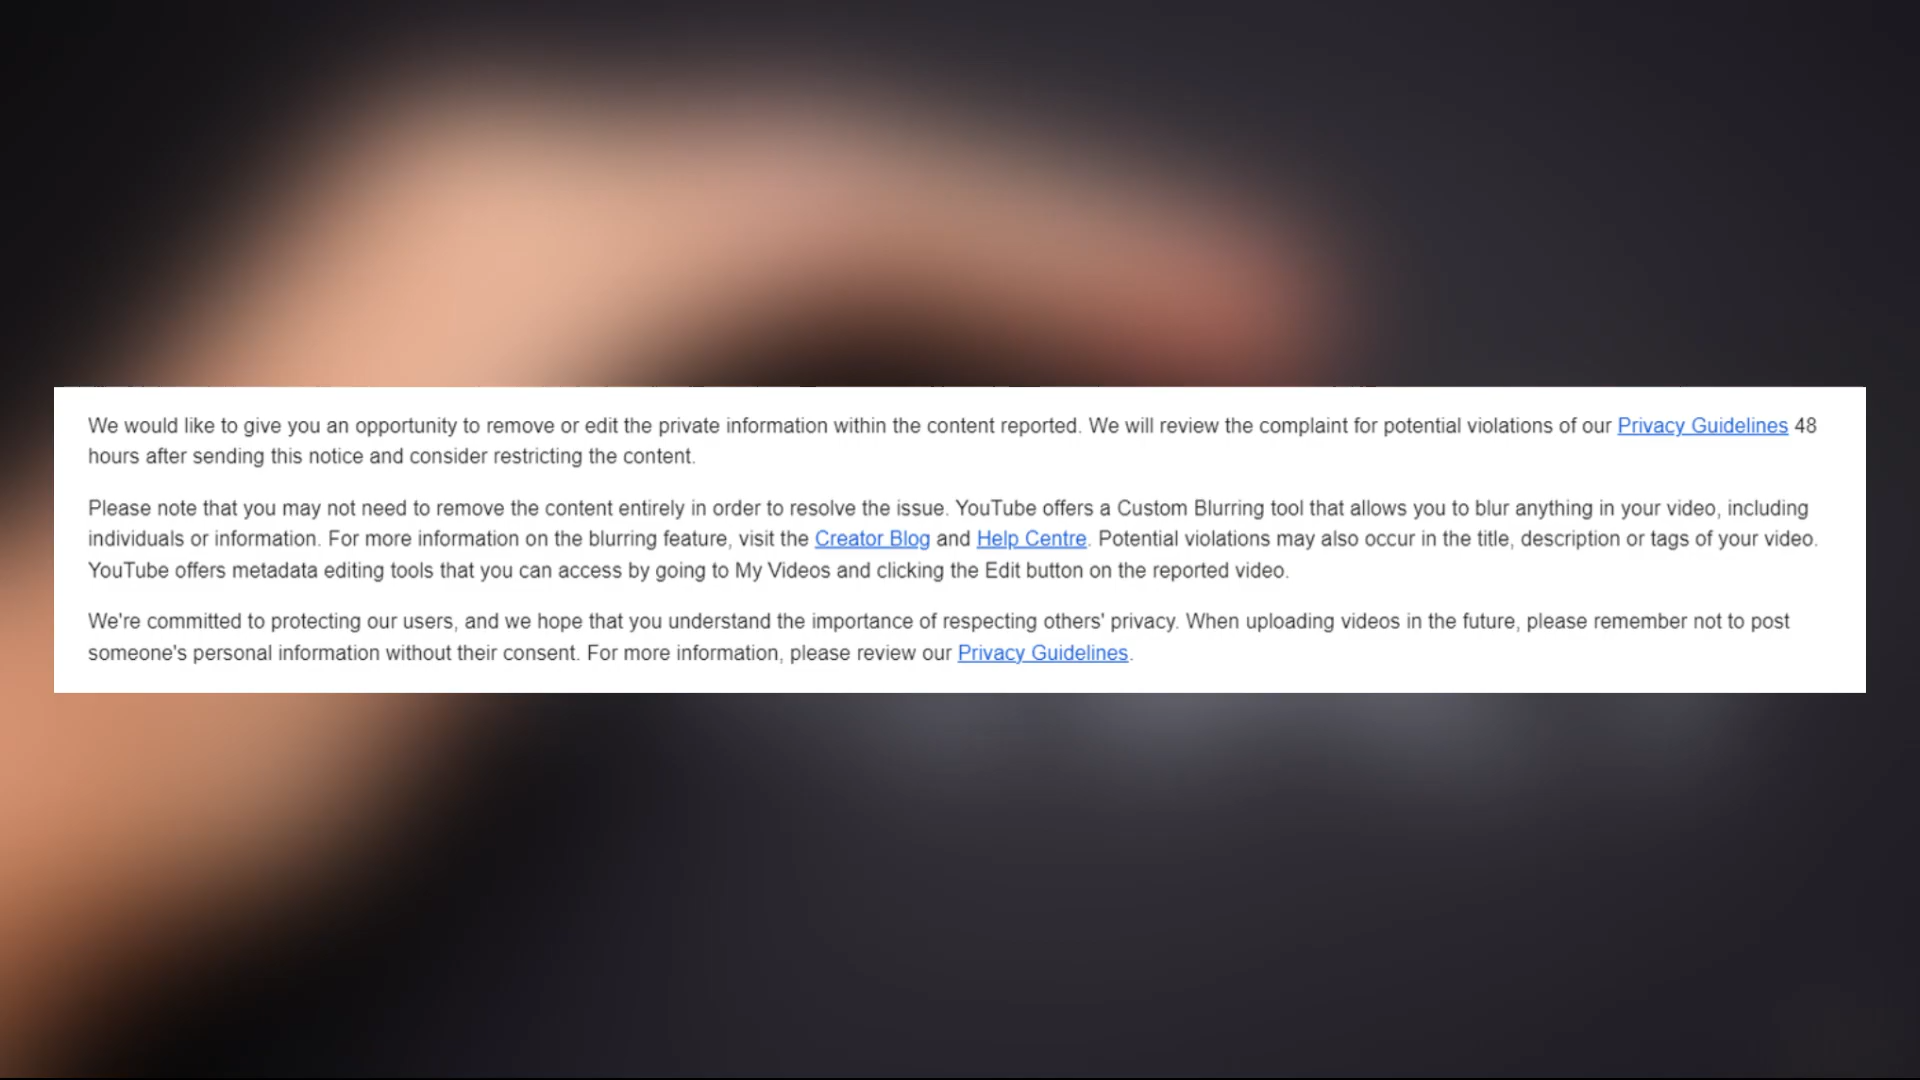 We would like to give you an opportunity to remove or edit the private information within the content reported. We will review the complaint for potential violations of our Privacy Guidelines 48
hours after sending this notice and consider restricting the content.
Please note that you may not need to remove the content entirely in order to resolve the issue. YouTube offers a Custom Blurring tool that allows you to blur anything in your video, including
individuals or information. For more information on the blurring feature, visit the Creator Blog and Help Centre. Potential violations may also occur in the title, description or tags of your video.
YouTube offers metadata editing tools that you can access by going to My Videos and clicking the Edit button on the reported video.
We're committed to protecting our users, and we hope that you understand the importance of respecting others' privacy. When uploading videos in the future, please remember not to post
someone's personal information without their consent. For more information, please review our Privacy Guidelines.